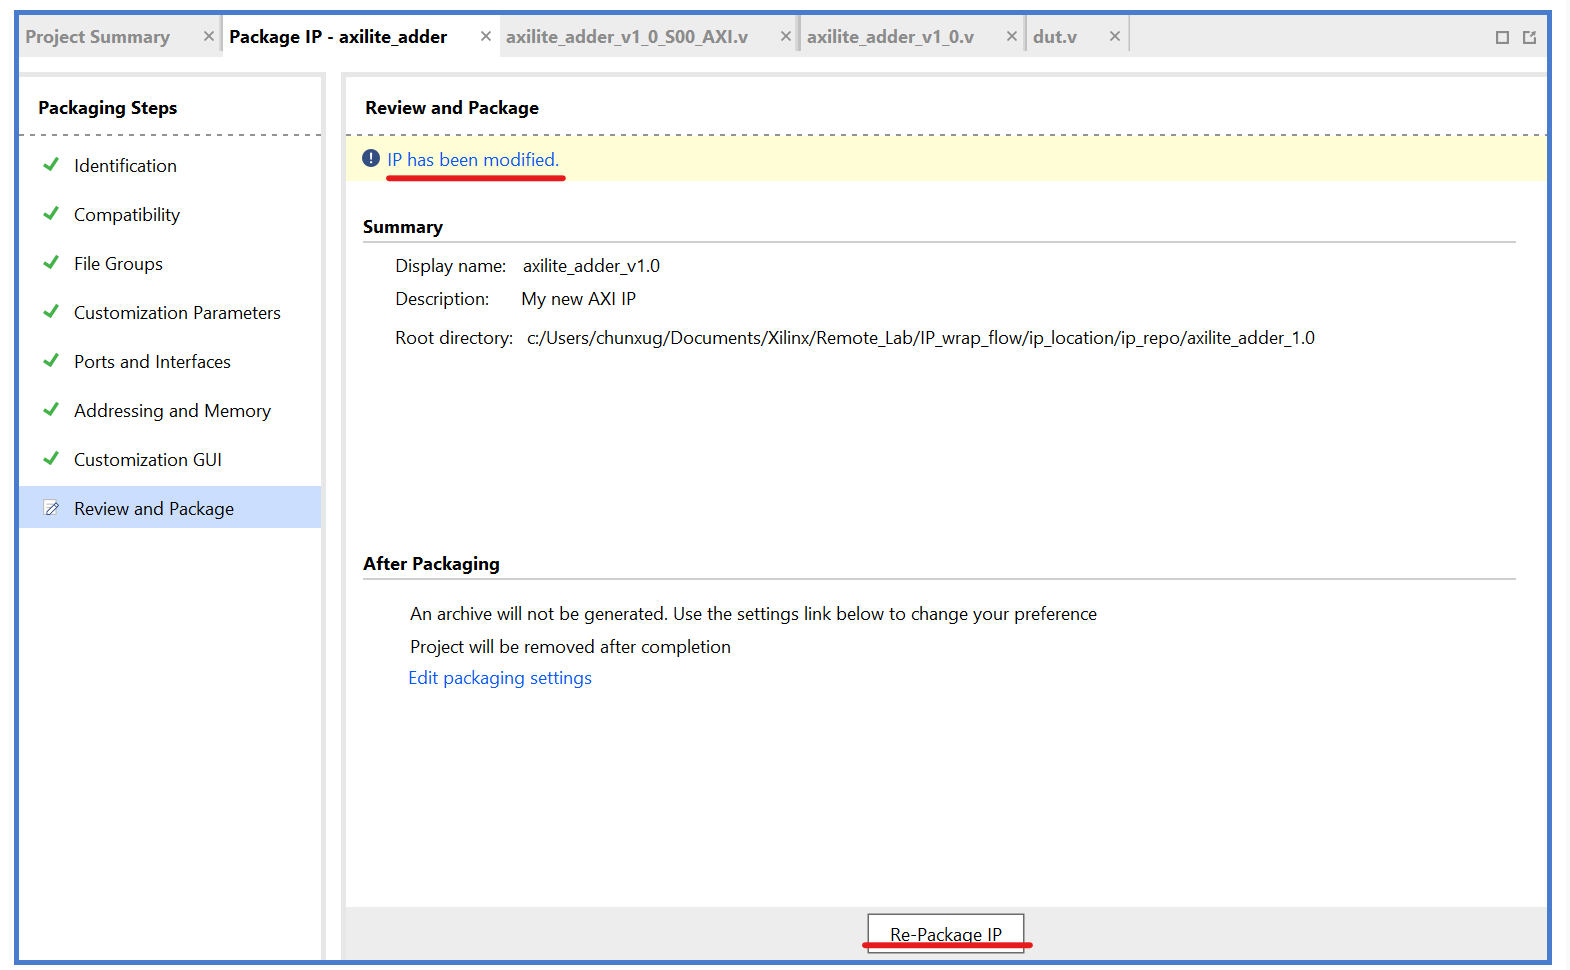 Project Summary
Package IP - axilite_adder
axilite_adder_v1_0_S00_AXI.v
axilite_adder_v1_0.v
dut.v
Packaging Steps
Identification
Compatibility
File Groups
Customization Parameters
Ports and Interfaces
Addressing and Memory
Customization GUI
Review and Package
Review and Package
IP has been modified.
Summary
Display name: axilite_adder_v1.0
Description: My new AXI IP
Root directory: c:/Users/chunxug/Documents/Xilinx/Remote_Lab/IP_wrap_flow/ip_location/ip_repo/axilite_adder_1.0
After Packaging
An archive will not be generated. Use the settings link below to change your preference
Project will be removed after completion
Edit packaging settings
Re-Package IP